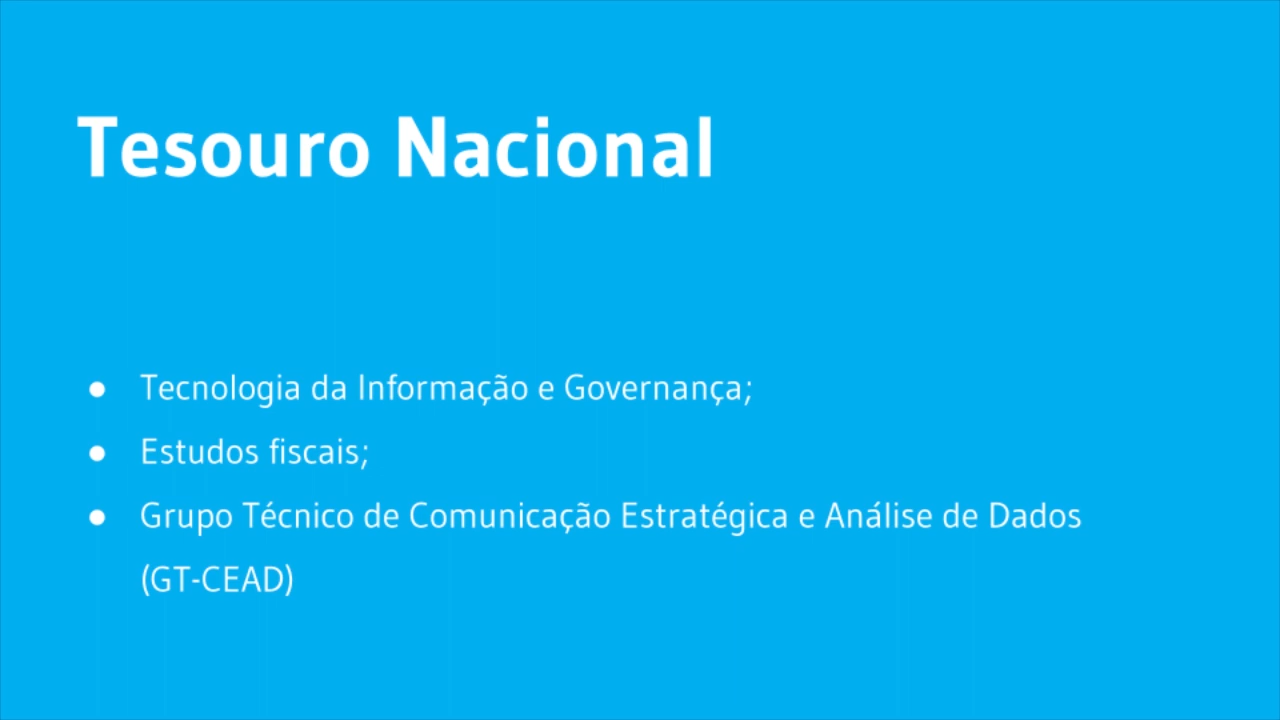 Tesouro Nacional
● Tecnologia da Informação e Governança;
● Estudos fiscais;
● Grupo Técnico de Comunicação Estratégica e Análise de Dados
(GT-CEAD)